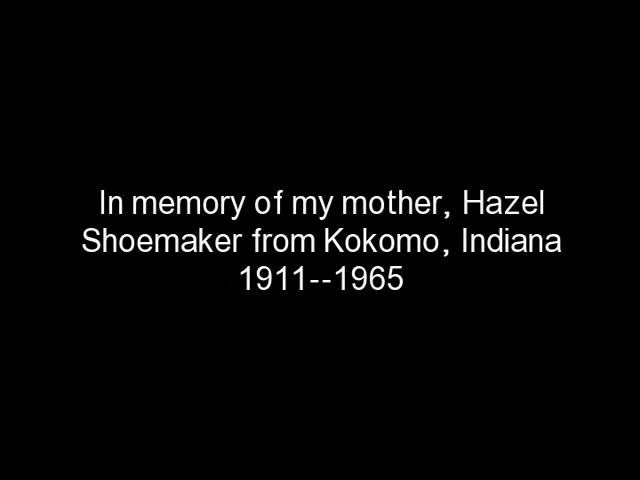 In memory of my mother, Hazel
Shoemaker from Kokomo, Indiana
1911--1965